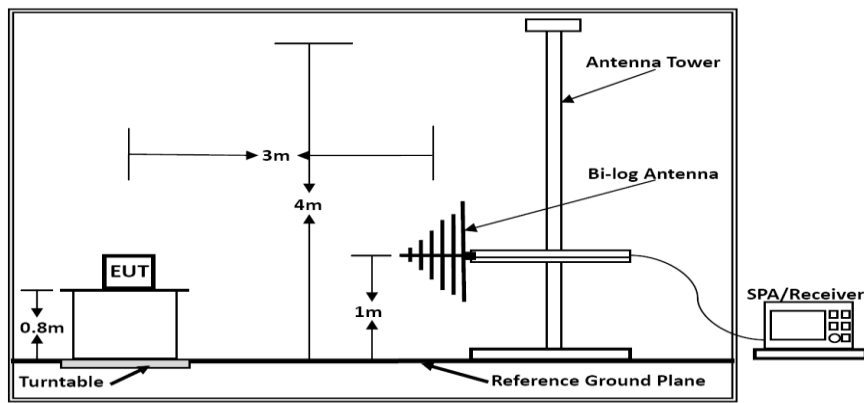 Antenna Tower
3m
Bi-log Antenna
4m
EUT
SPA/Receiver
0.8m
1m
Turntable
Reference Ground Plane